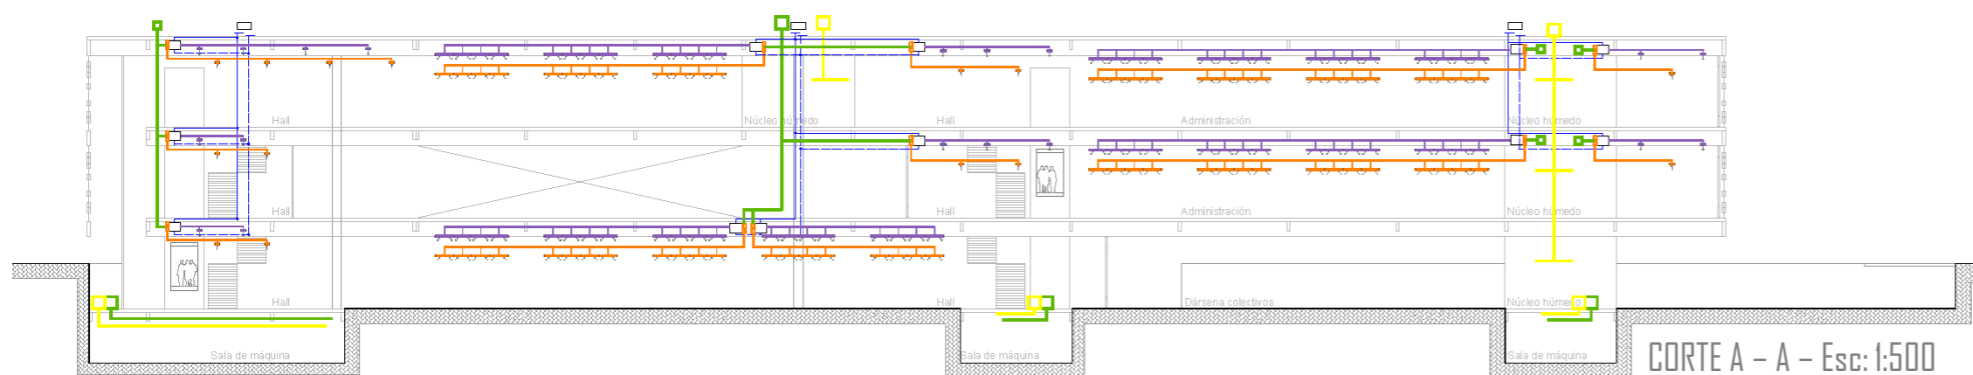 Hall
Núcleo húmedo
Hall
Administración
Núcleo húmedo
Hall
Hall
Administración
Núcleo húmedo
Hall
Hall
Dársena colectivos
Núcleo húmedo
Sala de máquina
Sala de máquina
Sala de máquina
CORTE A – A – Esc: 1:500